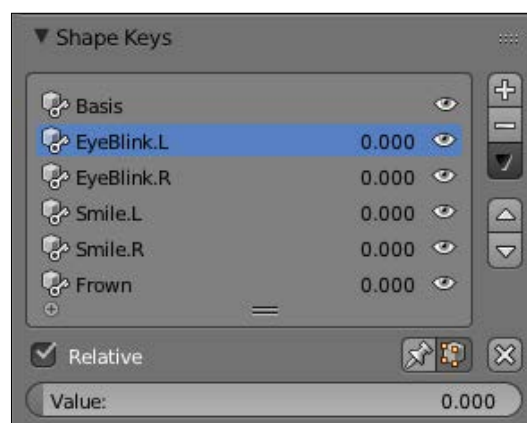 Shape Keys
Basis
EyeBlink.L 0.000
EyeBlink.R 0.000
Smile.L 0.000
Smile.R 0.000
Frown 0.000
Relative
Value: 0.000